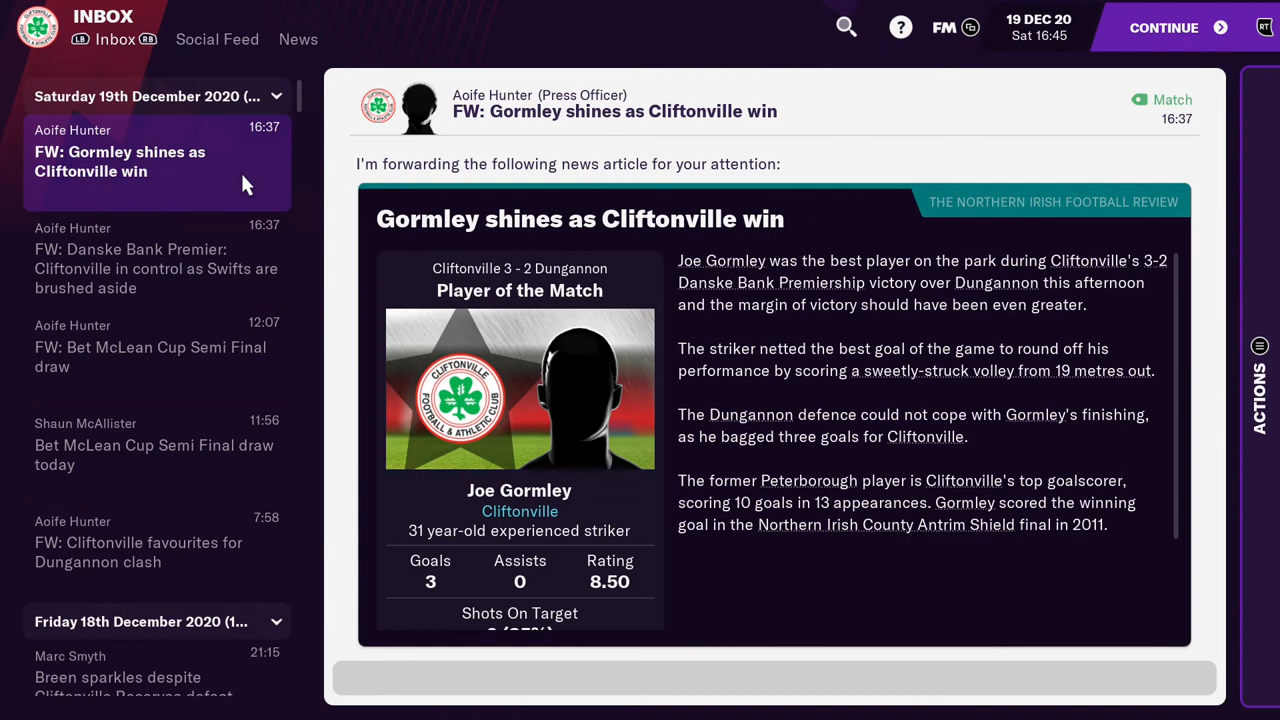 INBOX
LB Inbox RB Social Feed News
FM
19 DEC 20
Sat 16:45
CONTINUE
RT
Saturday 19th December 2020 (...
Aoife Hunter 16:37
FW: Gormley shines as
Cliftonville win
Aoife Hunter 16:37
FW: Danske Bank Premier:
Cliftonville in control as Swifts are
brushed aside
Aoife Hunter 12:07
FW: Bet McLean Cup Semi Final
draw
Shaun McAllister 11:56
Bet McLean Cup Semi Final draw
today
Aoife Hunter 7:58
FW: Cliftonville favourites for
Dungannon clash
Friday 18th December 2020 (1...
Marc Smyth 21:15
Breen sparkles despite
Cliftonville Reserves defeat
Aoife Hunter (Press Officer)
FW: Gormley shines as Cliftonville win
Match
16:37
I'm forwarding the following news article for your attention:
THE NORTHERN IRISH FOOTBALL REVIEW
Gormley shines as Cliftonville win
Cliftonville 3 - 2 Dungannon
Player of the Match
CLIFTONVILLE
FOOTBALL & ATHLETIC CLUB
Joe Gormley
Cliftonville
31 year-old experienced striker
Goals Assists Rating
3 0 8.50
Shots On Target
Joe Gormley was the best player on the park during Cliftonville's 3-2
Danske Bank Premiership victory over Dungannon this afternoon
and the margin of victory should have been even greater.
The striker netted the best goal of the game to round off his
performance by scoring a sweetly-struck volley from 19 metres out.
The Dungannon defence could not cope with Gormley's finishing,
as he bagged three goals for Cliftonville.
The former Peterborough player is Cliftonville's top goalscorer,
scoring 10 goals in 13 appearances. Gormley scored the winning
goal in the Northern Irish County Antrim Shield final in 2011.
ACTIONS